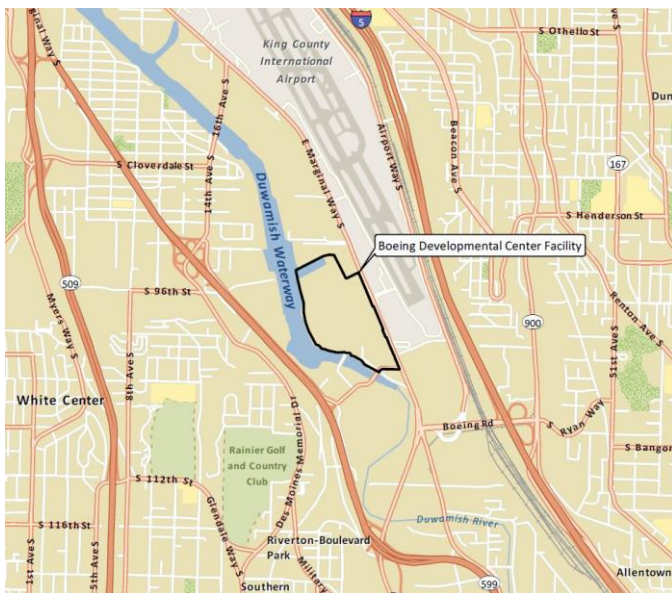 5
S Othello St
Marginal Way S
King County
International
Airport
16th Ave S
Beacon Ave S
Airport Way S
Ave S
Dun
167
S Cloverdale St
14th Ave S
E Marginal Way S
Duwamish Waterway
S Henderson St
Boeing Developmental Center Facility
509
S 96th St
Myers Way S
8th Ave S
900
Renton Ave S
51st Ave S
White Center
Des Moines Memorial Dr
Boeing Rd
S Ryan Way
S Bangor
Rainier Golf
and Country
Club
S 112th St
Glendale Way S
S 116th St
1st Ave S
5th Ave S
Duwamish River
Riverton-Boulevard
Park
Military
Southern
599
Allentown